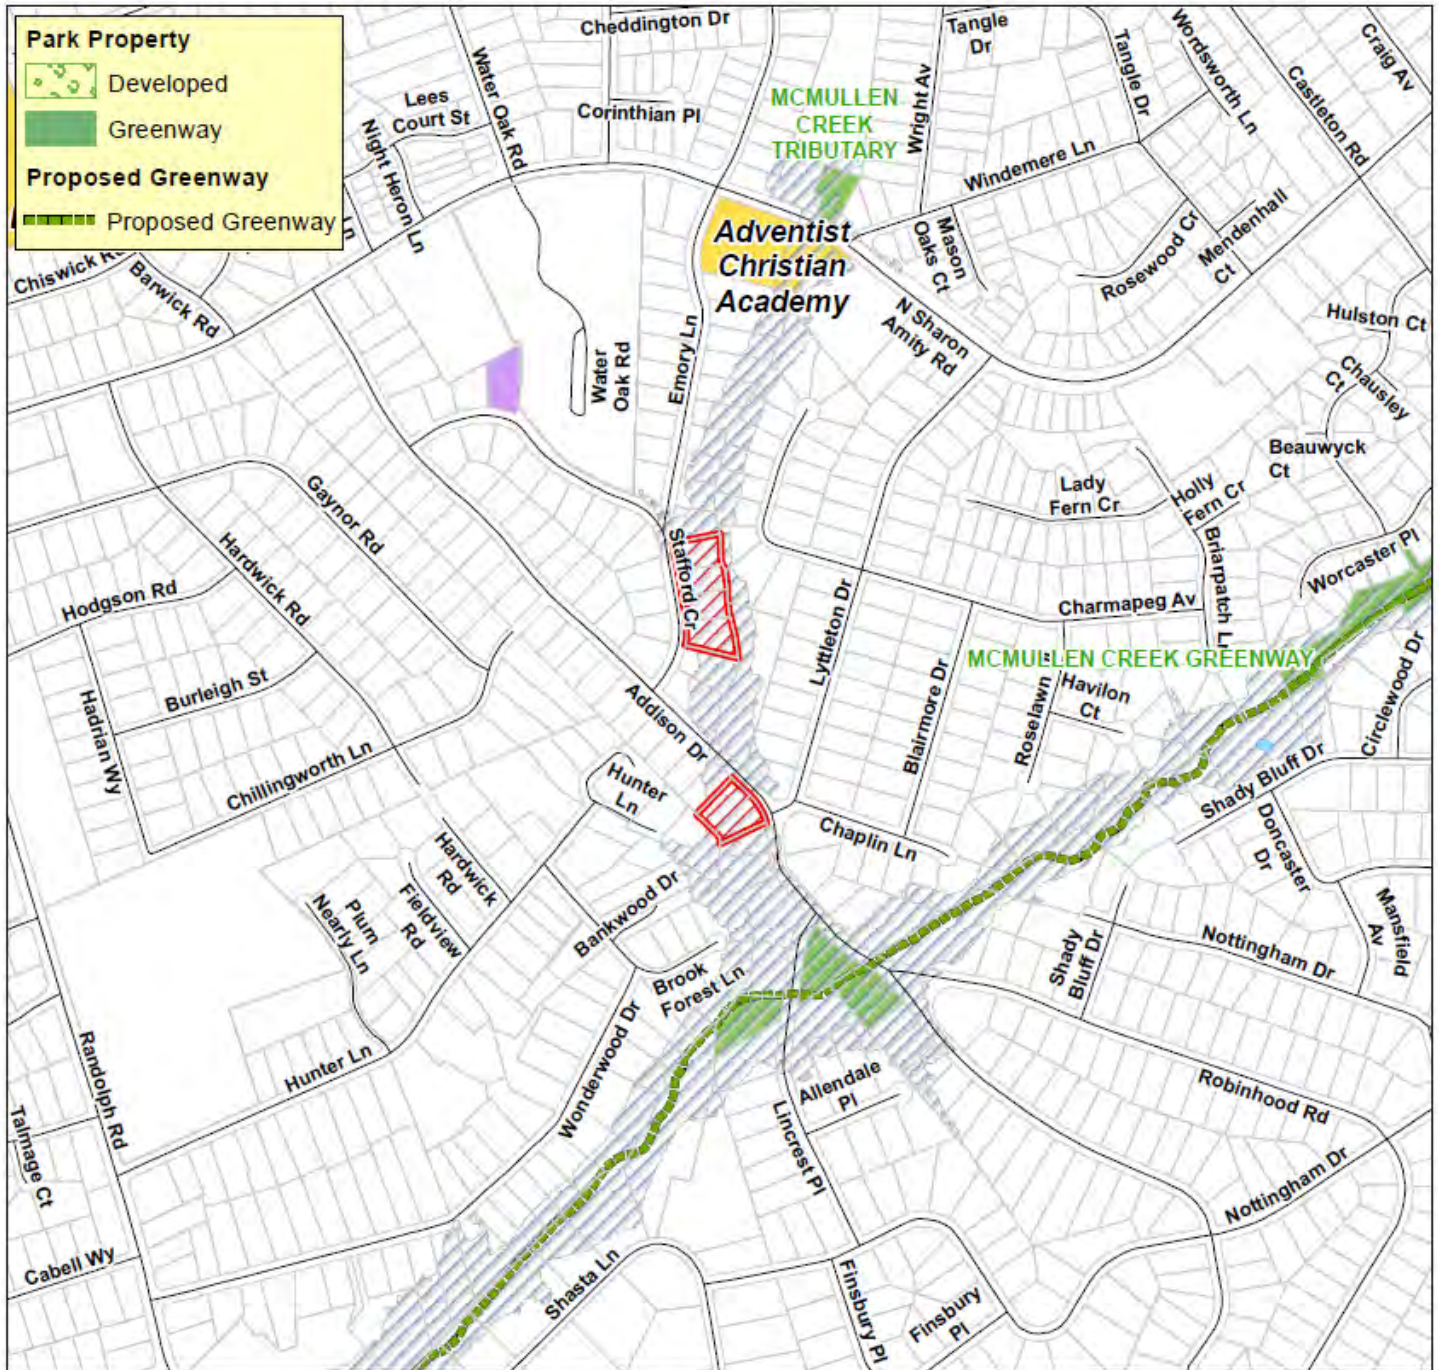 Park Property
Developed
Greenway
Proposed Greenway
Proposed Greenway
Cheddington Dr
Tangle
Dr
Tangle Dr
Wordsworth Ln
Craig Av
Castleton Rd
Water Oak Rd
Lees
Court St
Corinthian Pl
MCMULLEN
CREEK
TRIBUTARY
Wright Av
Night Heron Ln
Ln
Windemere Ln
Mason
Oaks Ct
Rosewood Cr
Mendenhall
Ct
Chiswick Rd
Barwick Rd
Adventist
Christian
Academy
N Sharon
Amity Rd
Hulston Ct
Chausley
Ct
Water
Oak Rd
Emory Ln
Beauwyck
Ct
Lady
Fern Cr
Holly
Fern Cr
Gaynor Rd
Hardwick Rd
Stafford Cr
Briarpatch Ln
Worcaster Pl
Hodgson Rd
Charmapeg Av
Lyttleton Dr
MCMULLEN CREEK GREENWAY
Circlewood Dr
Burleigh St
Hadrian Wy
Addison Dr
Blairmore Dr
Roselawn
Havilon
Ct
Chillingworth Ln
Hunter
Ln
Shady Bluff Dr
Chaplin Ln
Doncaster
Dr
Hardwick
Rd
Fieldview
Rd
Plum
Nearly Ln
Bankwood Dr
Mansfield
Av
Nottingham Dr
Shady
Bluff Dr
Brook
Forest Ln
Wonderwood Dr
Randolph Rd
Hunter Ln
Allendale
Pl
Robinhood Rd
Talmage Ct
Lincrest Pl
Nottingham Dr
Cabell Wy
Shasta Ln
Finsbury Pl
Finsbury
Pl